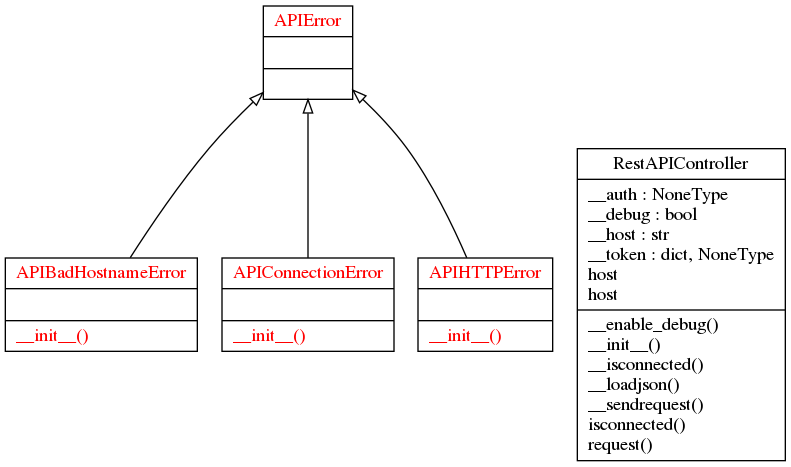 APIError
RestAPIController
__auth : NoneType
__debug : bool
__host : str
__token : dict, NoneType
host
host
__enable_debug()
__init__()
__isconnected()
__loadjson()
__sendrequest()
isconnected()
request()
APIBadHostnameError
__init__()
APIConnectionError
__init__()
APIHTTPError
__init__()